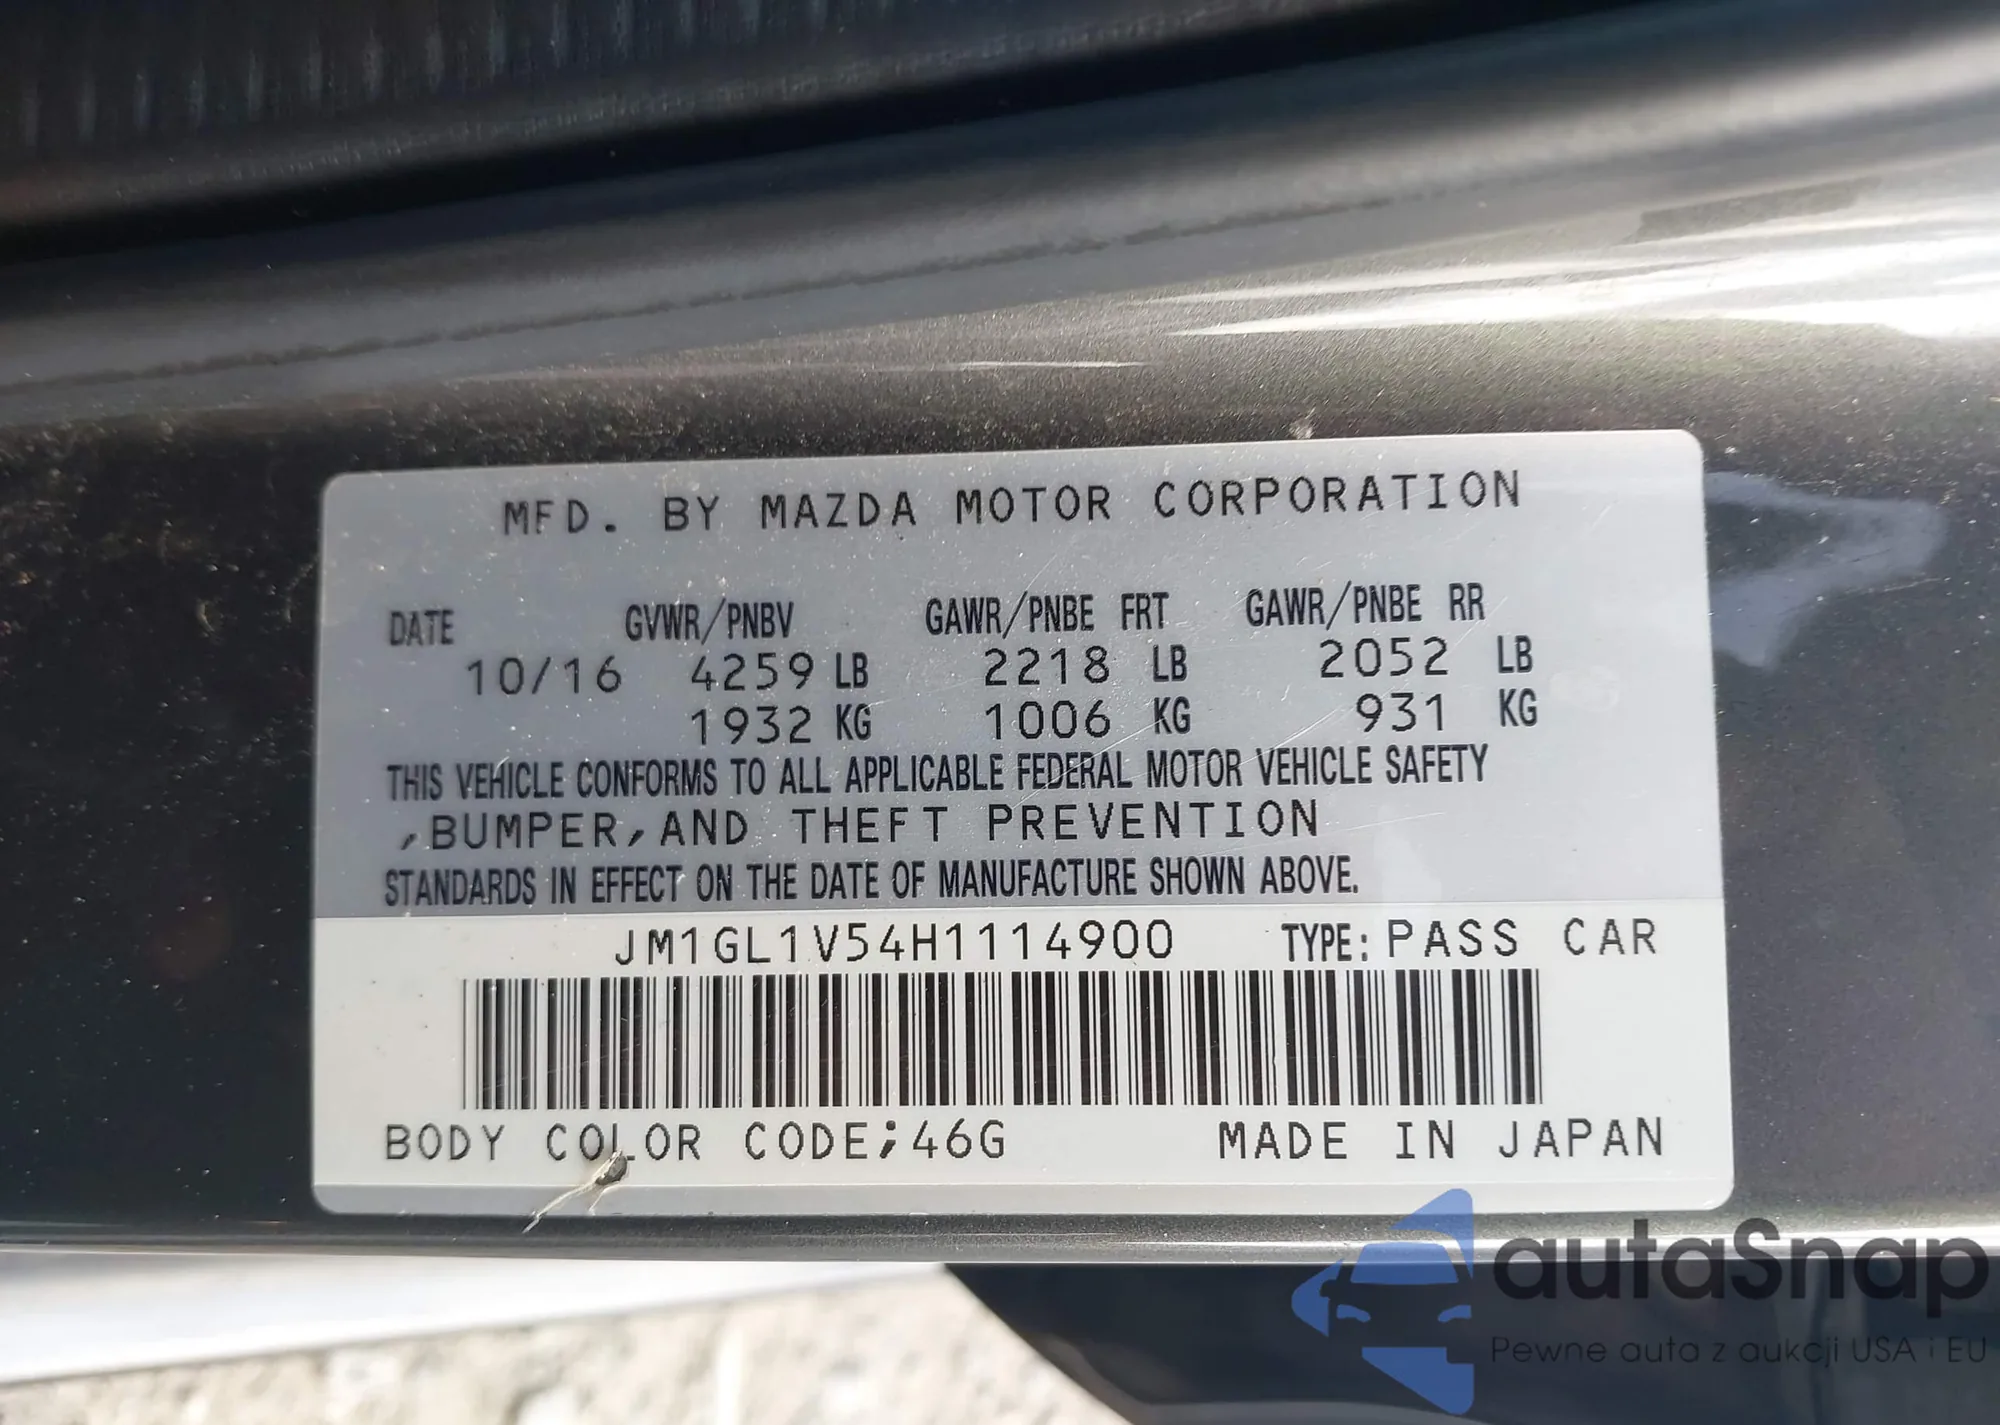 MFD. BY MAZDA MOTOR CORPORATION
DATE GVWR/PNBV GAWR/PNBE FRT GAWR/PNBE RR
10/16 4259 LB 2218 LB 2052 LB
1932 KG 1006 KG 931 KG
THIS VEHICLE CONFORMS TO ALL APPLICABLE FEDERAL MOTOR VEHICLE SAFETY
,BUMPER,AND THEFT PREVENTION
STANDARDS IN EFFECT ON THE DATE OF MANUFACTURE SHOWN ABOVE.
JM1GL1V54H1114900 TYPE: PASS CAR
BODY COLOR CODE;46G MADE IN JAPAN
autaSnap
Pewne auta z aukcji USA i EU